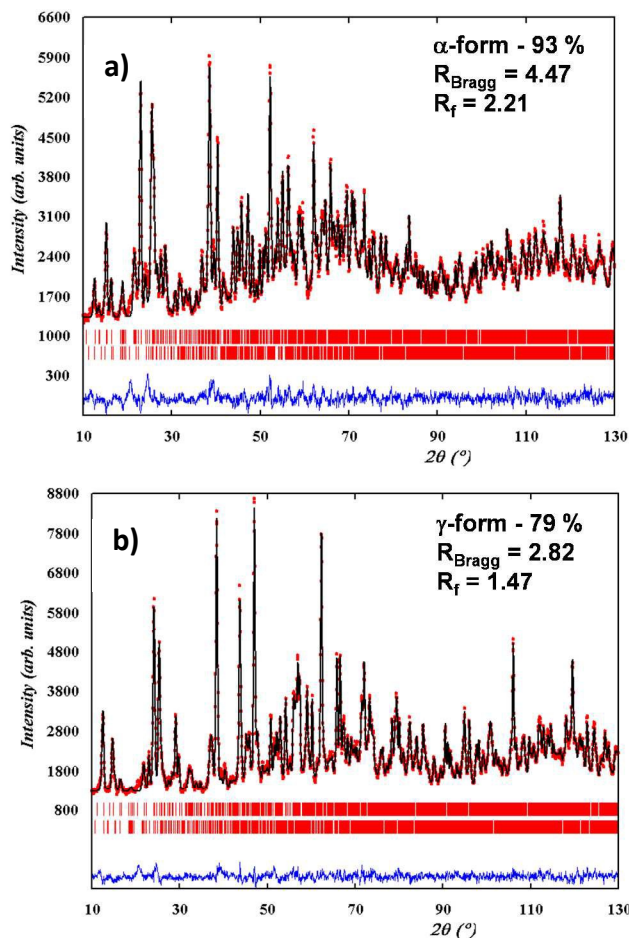 6600
a)
α-form - 93 %
R_Bragg = 4.47
R_f = 2.21
5900
5200
4500
3800
3100
2400
1700
1000
300
Intensity (arb. units)
10 30 50 70 90 110 130
2θ (°)
8800
b)
γ-form - 79 %
R_Bragg = 2.82
R_f = 1.47
7800
6800
5800
4800
3800
2800
1800
800
Intensity (arb. units)
10 30 50 70 90 110 130
2θ (°)